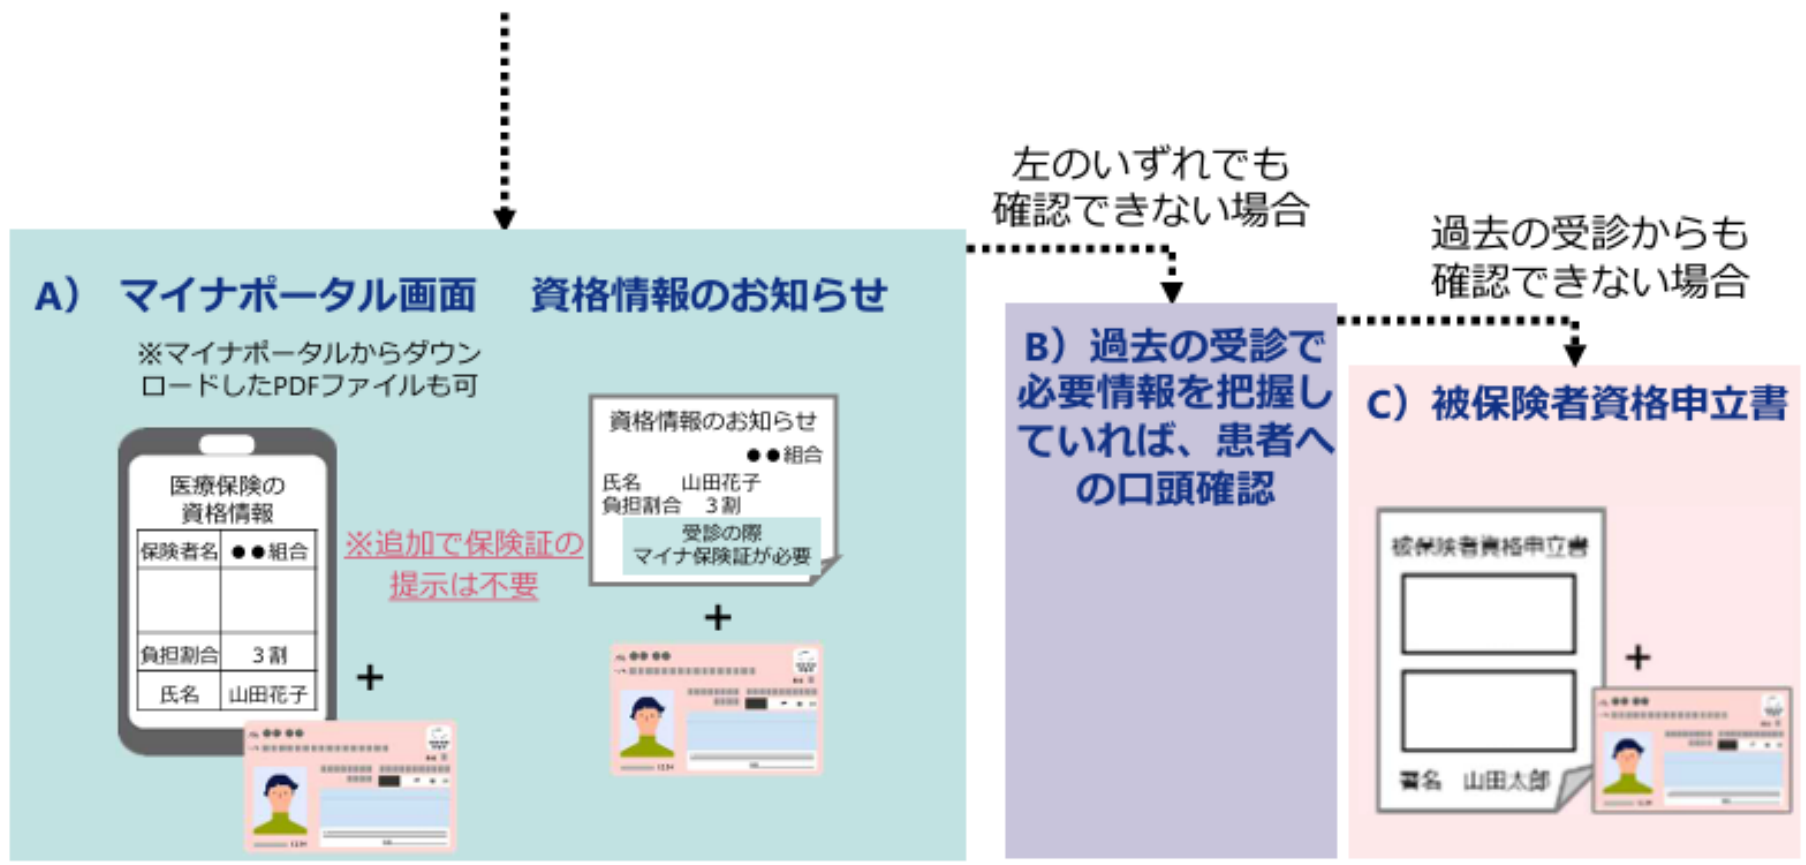 左のいずれでも
確認できない場合
過去の受診からも
確認できない場合
A） マイナポータル画面
※マイナポータルからダウン
ロードしたPDFファイルも可
医療保険の
資格情報
保険者名 ●●組合
負担割合 3割
氏名 山田花子
+
※追加で保険証の
提示は不要
資格情報のお知らせ
資格情報のお知らせ
●●組合
氏名 山田花子
負担割合 3割
受診の際
マイナ保険証が必要
+
B）過去の受診で
必要情報を把握し
ていれば、患者へ
の口頭確認
C）被保険者資格申立書
被保険者資格申立書
署名 山田太郎
+